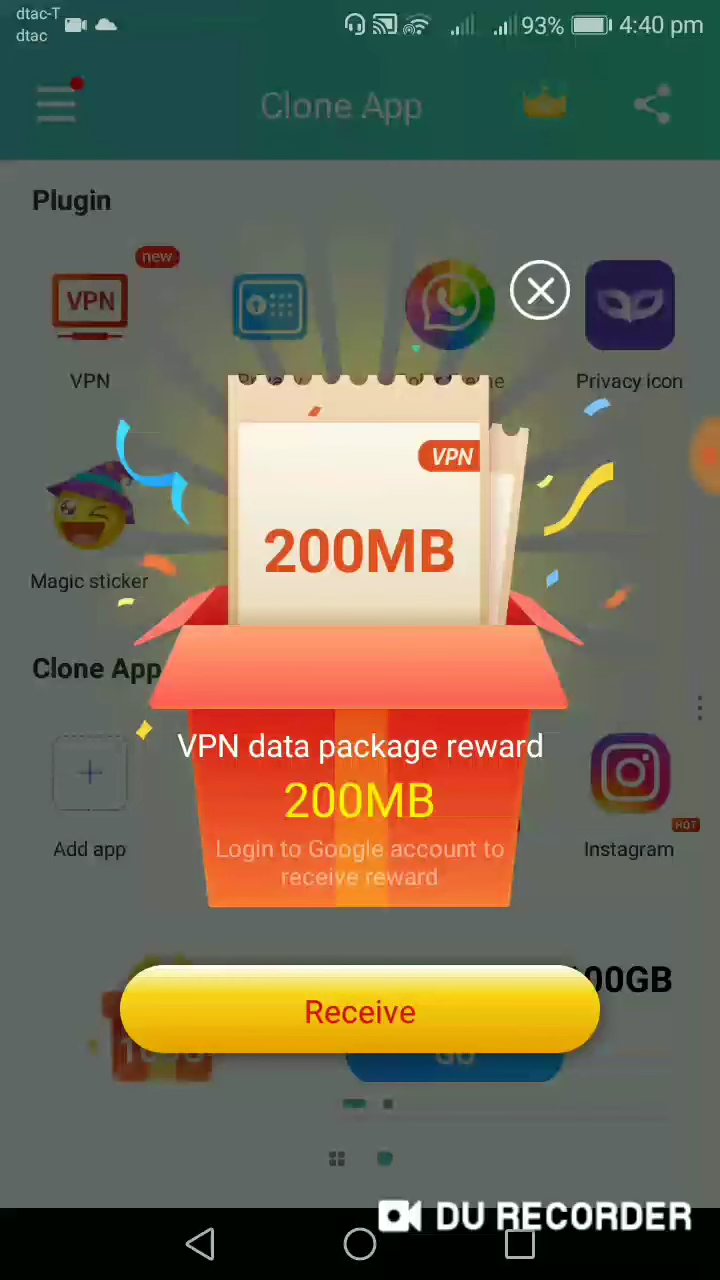 dtac-T
dtac
93%
4:40 pm
Clone App
Plugin
new
VPN
VPN
Privacy icon
Magic sticker
VPN
200MB
Clone App
VPN data package reward
200MB
Login to Google account to
receive reward
Add app
Instagram
HOT
00GB
Receive
GO
DU RECORDER